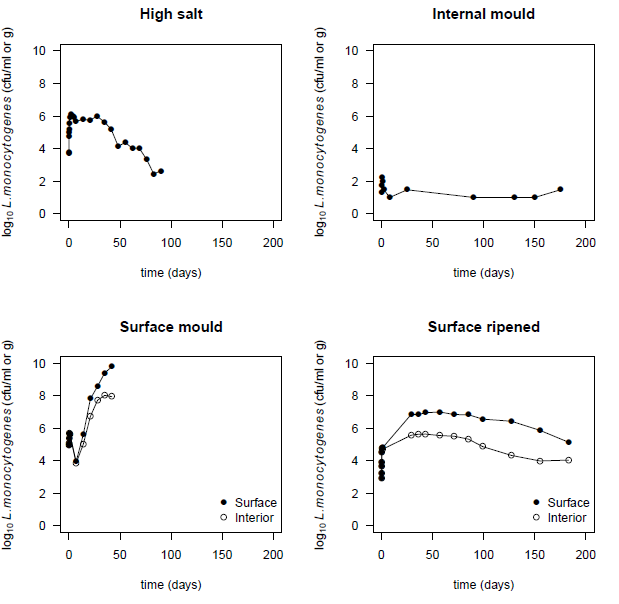 High salt
log10 L.monocytogenes (cfu/ml or g)
10
8
6
4
2
0
0 50 100 150 200
time (days)
Internal mould
log10 L.monocytogenes (cfu/ml or g)
10
8
6
4
2
0
0 50 100 150 200
time (days)
Surface mould
log10 L.monocytogenes (cfu/ml or g)
10
8
6
4
2
0
Surface
Interior
0 50 100 150 200
time (days)
Surface ripened
log10 L.monocytogenes (cfu/ml or g)
10
8
6
4
2
0
Surface
Interior
0 50 100 150 200
time (days)